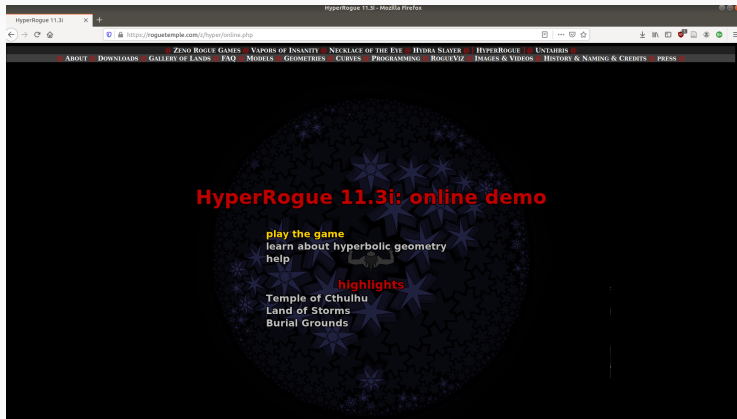 HyperRogue 11.3i - Mozilla Firefox
HyperRogue 11.3i
https://roguetemple.com/z/hyper/online.php
Zeno Rogue Games Vapors of Insanity Necklace of the Eye Hydra Slayer [ HyperRogue ] Untahris
About Downloads Gallery of Lands FAQ Models Geometries Curves Programming RogueViz Images & Videos History & Naming & Credits press
HyperRogue 11.3i: online demo
play the game
learn about hyperbolic geometry
help
highlights
Temple of Cthulhu
Land of Storms
Burial Grounds